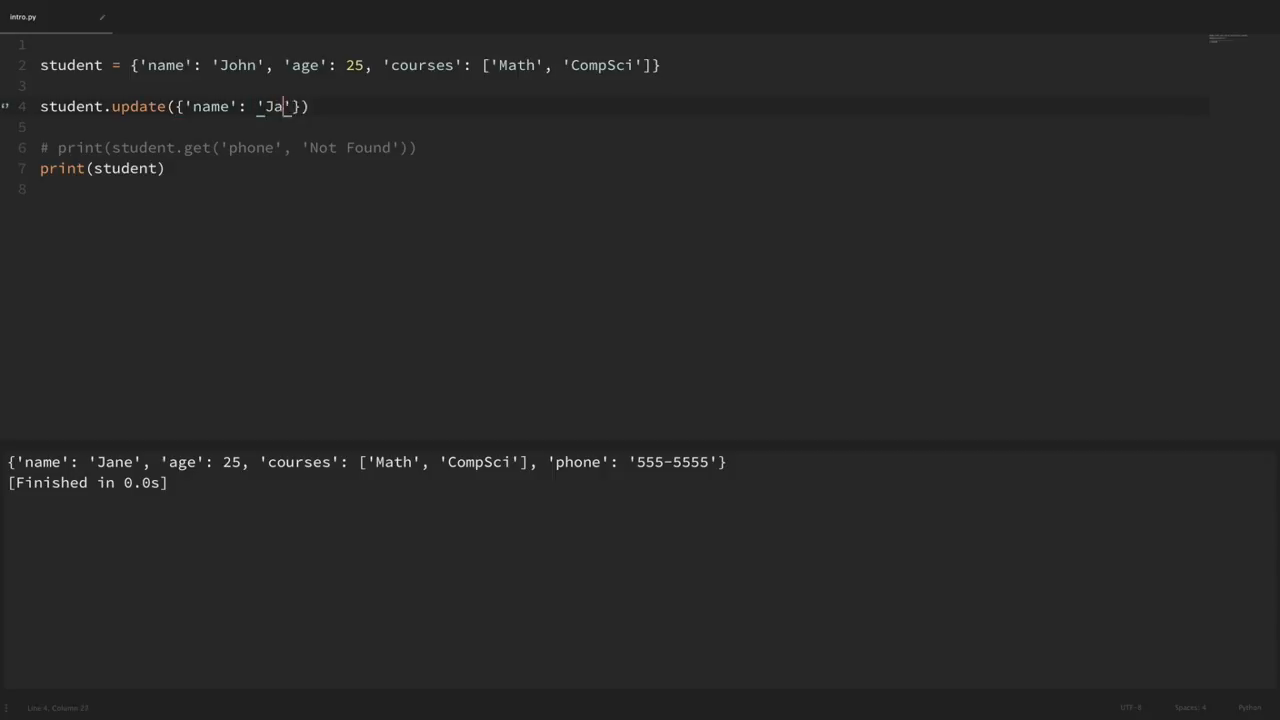 intro.py
1
2 student = {'name': 'John', 'age': 25, 'courses': ['Math', 'CompSci']}
3
4 student.update({'name': 'Ja'})
5
6 # print(student.get('phone', 'Not Found'))
7 print(student)
8
{'name': 'Jane', 'age': 25, 'courses': ['Math', 'CompSci'], 'phone': '555-5555'}
[Finished in 0.0s]
Line 4, Column 27 UTF-8 Spaces: 4 Python